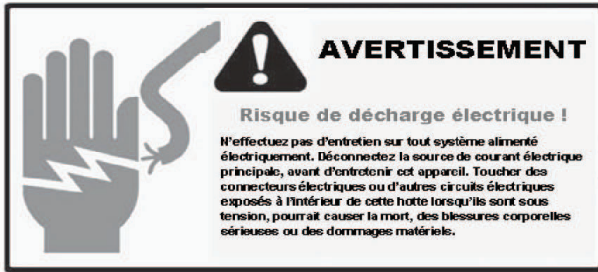 AVERTISSEMENT
Risque de décharge électrique !
N'effectuez pas d'entretien sur tout système alimenté
électriquement. Déconnectez la source de courant électrique
principale, avant d'entretenir cet appareil. Toucher des
connecteurs électriques ou d'autres circuits électriques
exposés à l'intérieur de cette hotte lorsqu'ils sont sous
tension, pourrait causer la mort, des blessures corporelles
sérieuses ou des dommages matériels.